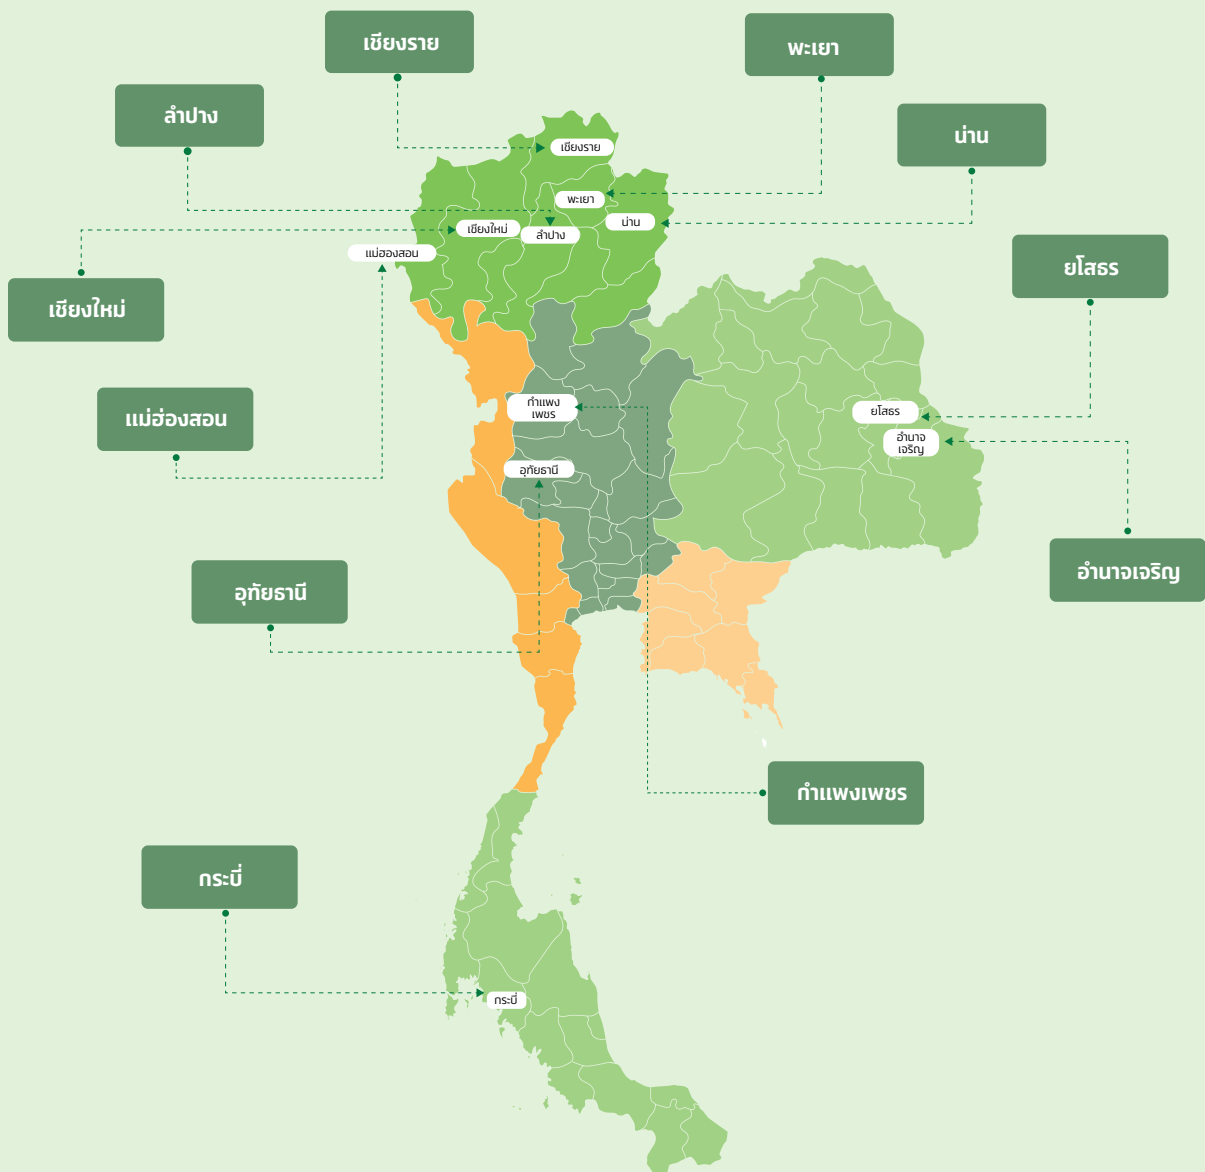 เชียงราย
พะเยา
ลำปาง
น่าน
เชียงราย
พะเยา
น่าน
เชียงใหม่
ลำปาง
แม่ฮองสอน
ยโสธร
เชียงใหม่
แม่ฮ่องสอน
กำแพง
เพชร
ยโสธร
อำนาจ
เจริญ
อุทัยธานี
อำนาจเจริญ
อุทัยธานี
กำแพงเพชร
กระบี่
กระบี่